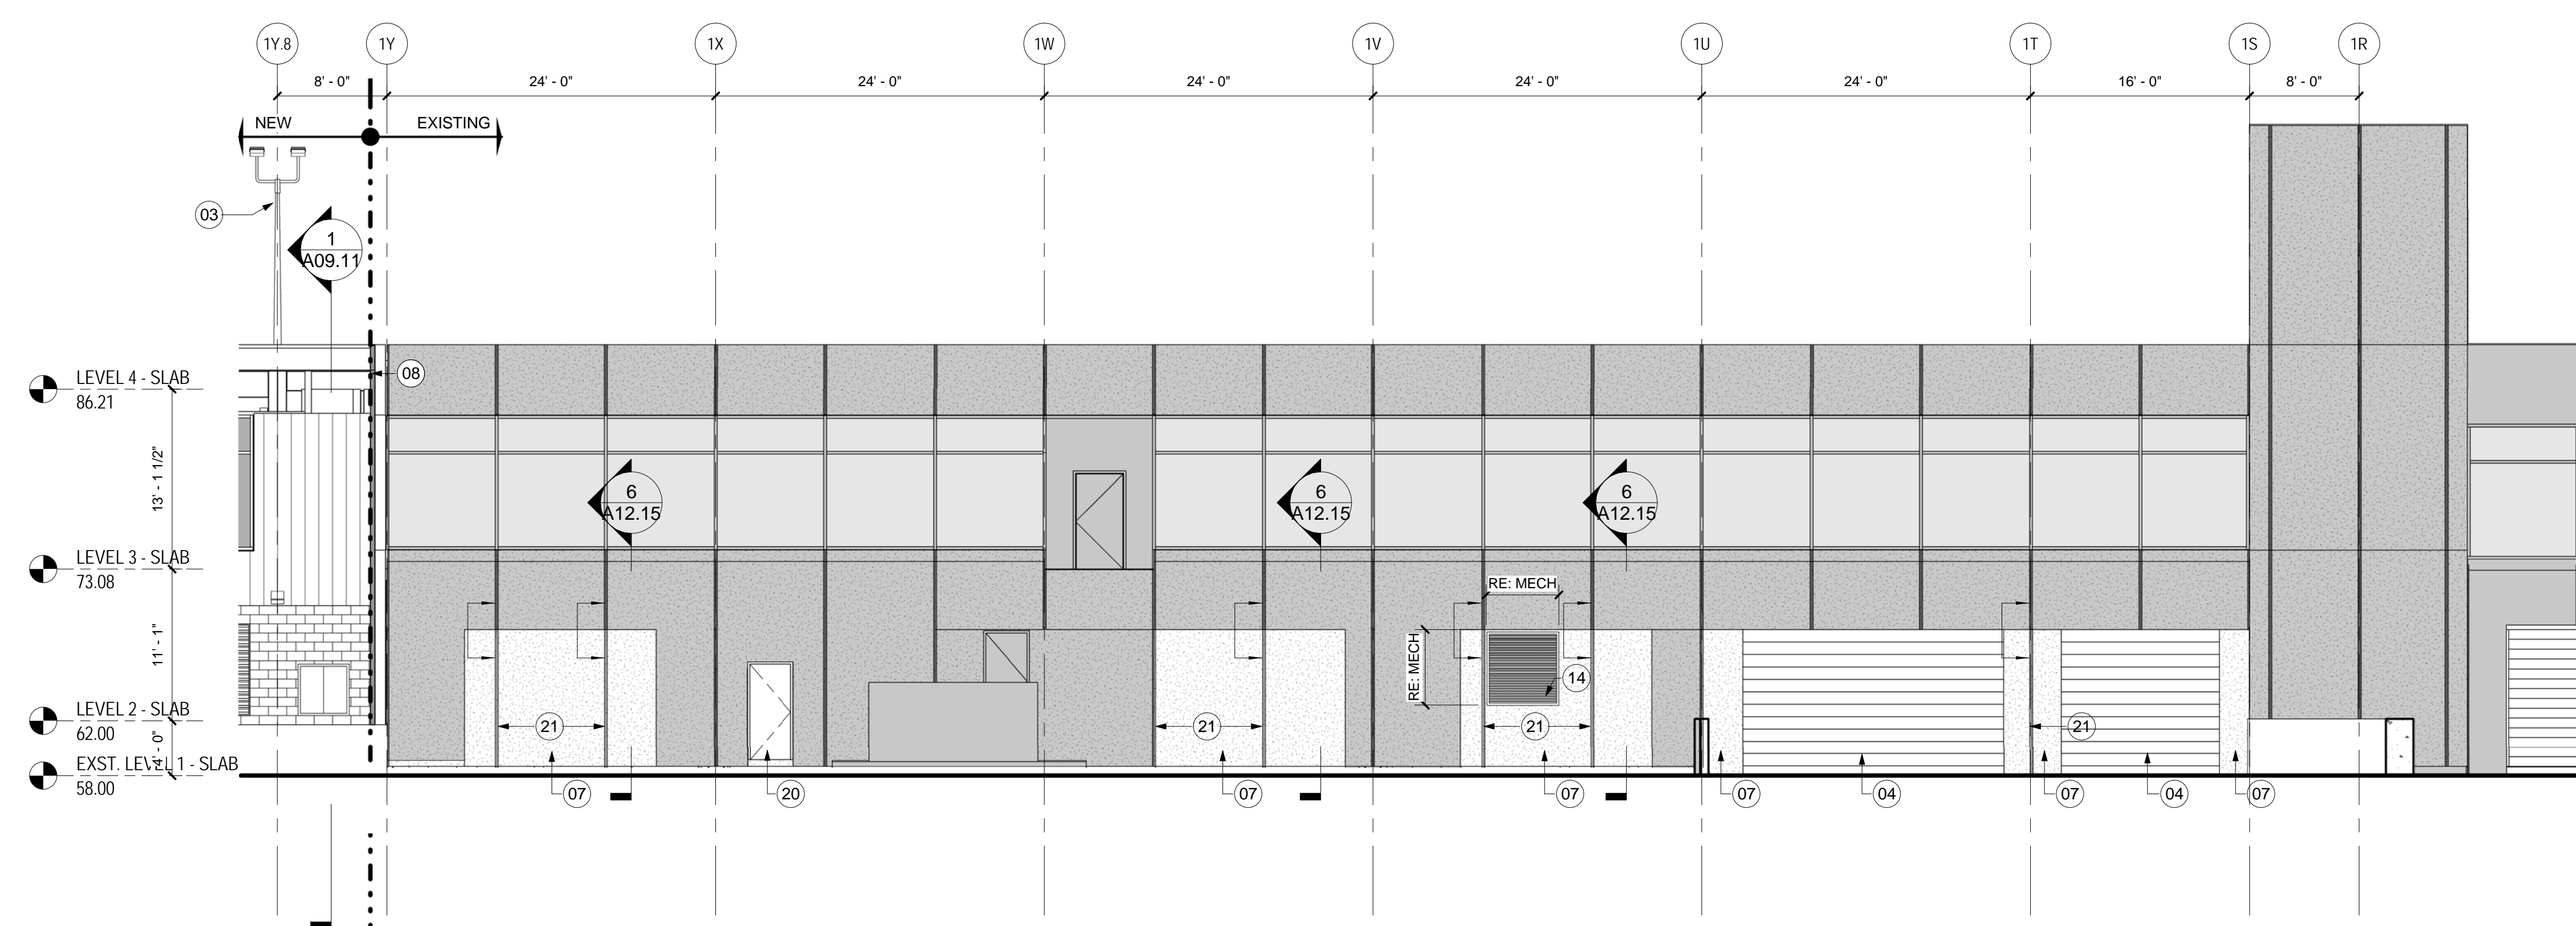 1Y.8
1Y
1X
1W
1V
1U
1T
1S
1R
8' - 0"
24' - 0"
24' - 0"
24' - 0"
24' - 0"
24' - 0"
16' - 0"
8' - 0"
NEW
EXISTING
03
1
A09.11
LEVEL 4 - SLAB
86.21
08
13' - 1 1/2"
6
A12.15
6
A12.15
6
A12.15
LEVEL 3 - SLAB
73.08
RE: MECH
RE: MECH
11' - 1"
14
LEVEL 2 - SLAB
62.00
21
21
21
21
4' - 0"
EXST. LEVEL 1 - SLAB
58.00
07
20
07
07
07
04
07
04
07